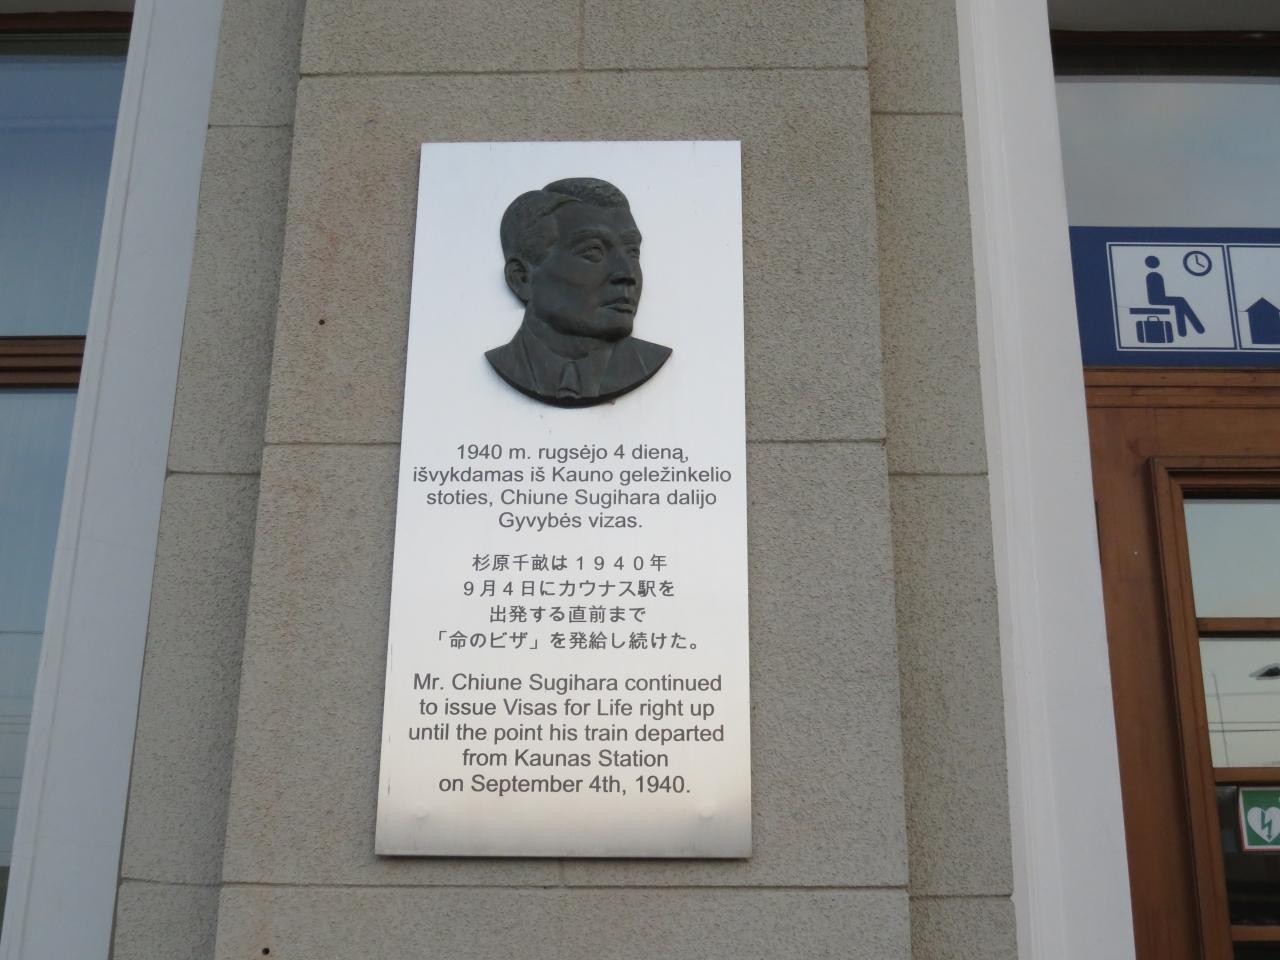 1940 m. rugsėjo 4 dieną,
išvykdamas iš Kauno geležinkelio
stoties, Chiune Sugihara dalijo
Gyvybės vizas.
杉原千畝は１９４０年
９月４日にカウナス駅を
出発する直前まで
「命のビザ」を発給し続けた。
Mr. Chiune Sugihara continued
to issue Visas for Life right up
until the point his train departed
from Kaunas Station
on September 4th, 1940.